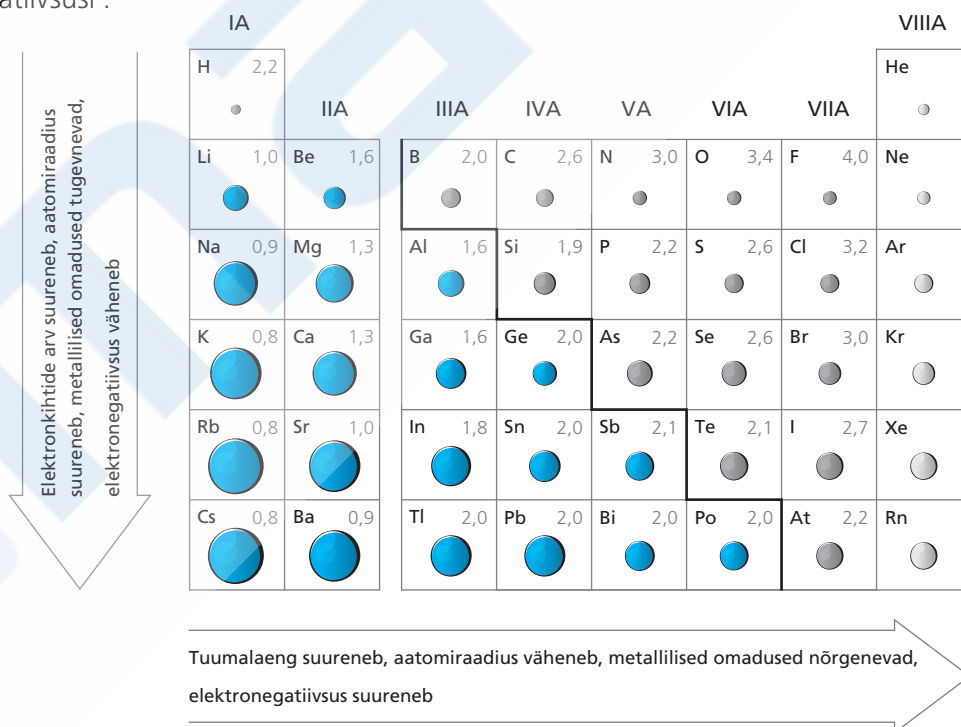 IA
VIIIA
H 2,2
He
IIA IIIA IVA VA VIA VIIA
Li 1,0 Be 1,6 B 2,0 C 2,6 N 3,0 O 3,4 F 4,0 Ne
Na 0,9 Mg 1,3 Al 1,6 Si 1,9 P 2,2 S 2,6 Cl 3,2 Ar
K 0,8 Ca 1,3 Ga 1,6 Ge 2,0 As 2,2 Se 2,6 Br 3,0 Kr
Rb 0,8 Sr 1,0 In 1,8 Sn 2,0 Sb 2,1 Te 2,1 I 2,7 Xe
Cs 0,8 Ba 0,9 Tl 2,0 Pb 2,0 Bi 2,0 Po 2,0 At 2,2 Rn
Elektronkihtide arv suureneb, aatomiraadius
suureneb, metallilised omadused tugevnevad,
elektronegatiivsus väheneb
Tuumalaeng suureneb, aatomiraadius väheneb, metallilised omadused nõrgenevad,
elektronegatiivsus suureneb